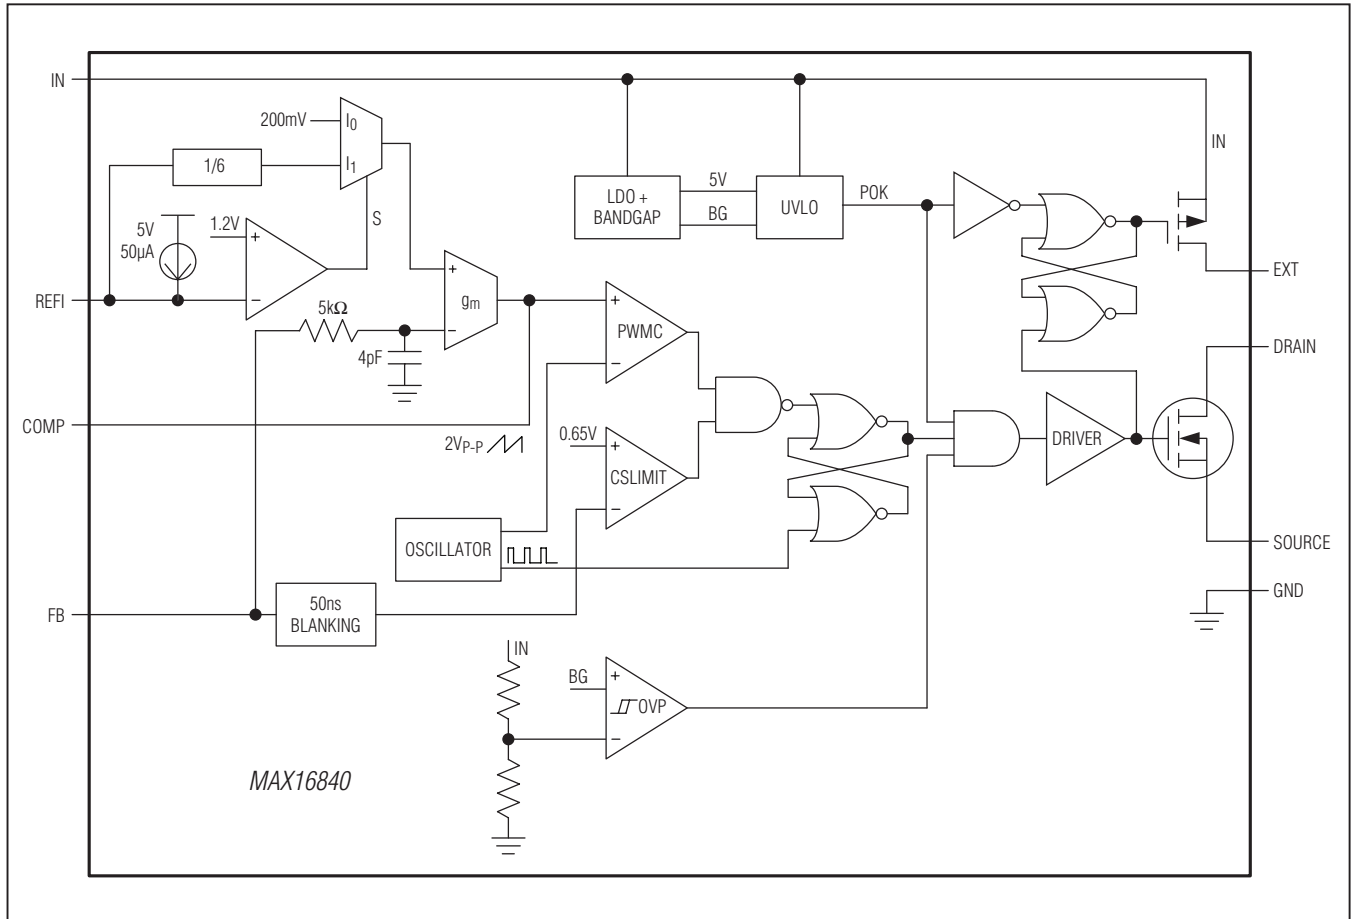 IN
200mV
I0
I1
1/6
IN
5V
50µA
1.2V
+
−
S
LDO +
BANDGAP
5V
BG
UVLO
POK
EXT
REFI
5kΩ
4pF
+
gm
−
+
PWMC
−
DRAIN
COMP
2VP-P
0.65V
+
CSLIMIT
−
DRIVER
OSCILLATOR
SOURCE
FB
50ns
BLANKING
GND
IN
BG
+
OVP
−
MAX16840